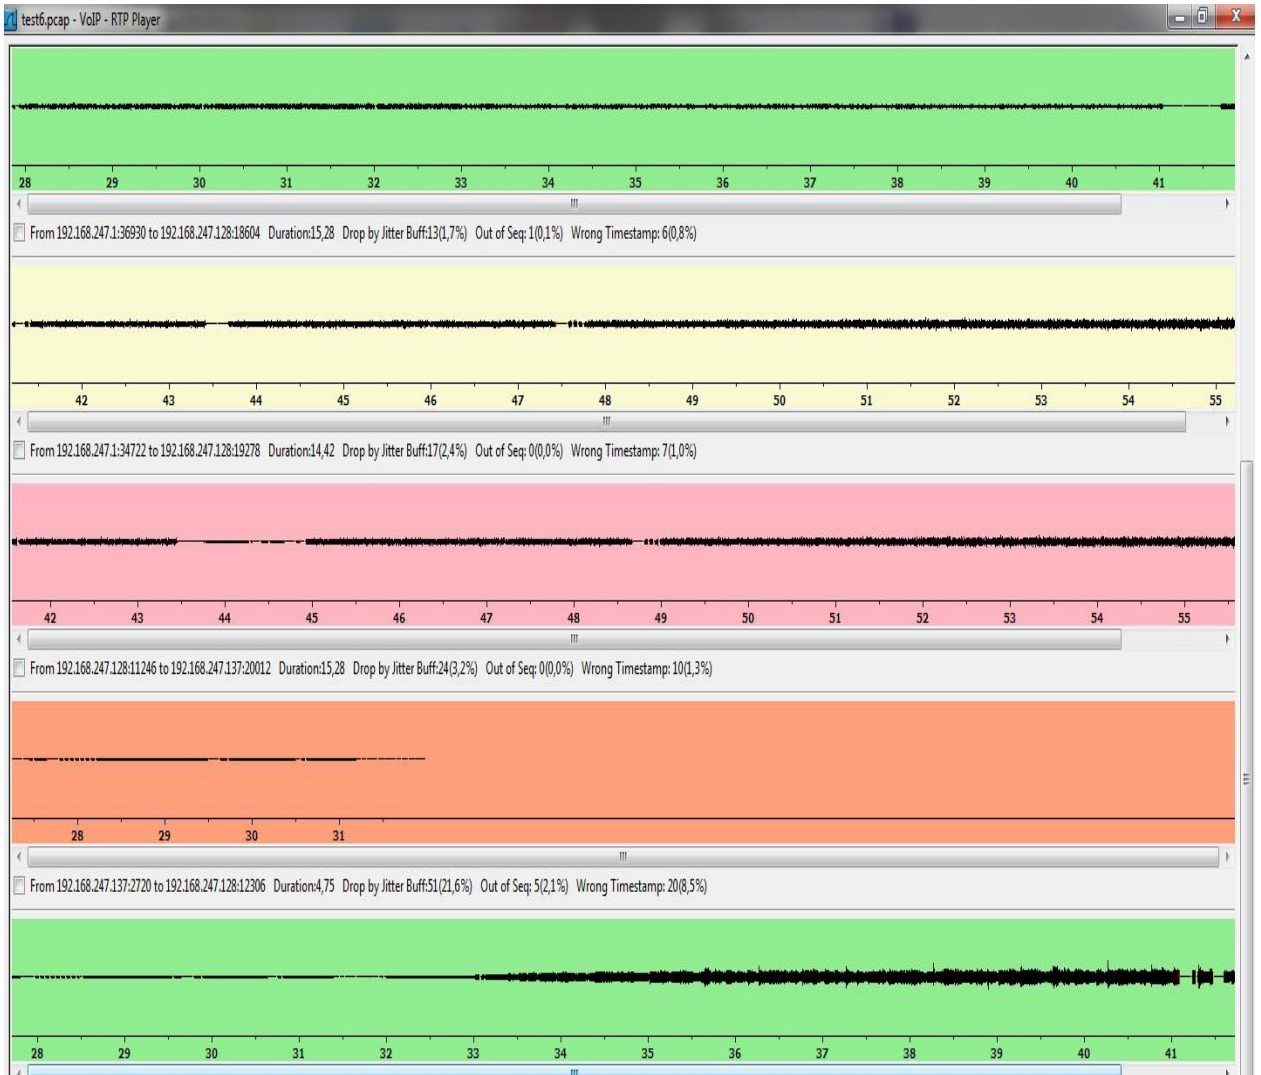 test6.pcap - VoIP - RTP Player
28 29 30 31 32 33 34 35 36 37 38 39 40 41
From 192.168.247.1:36930 to 192.168.247.128:18604 Duration:15,28 Drop by Jitter Buff:13(1,7%) Out of Seq: 1(0,1%) Wrong Timestamp: 6(0,8%)
42 43 44 45 46 47 48 49 50 51 52 53 54 55
From 192.168.247.1:34722 to 192.168.247.128:19278 Duration:14,42 Drop by Jitter Buff:17(2,4%) Out of Seq: 0(0,0%) Wrong Timestamp: 7(1,0%)
42 43 44 45 46 47 48 49 50 51 52 53 54 55
From 192.168.247.128:11246 to 192.168.247.137:20012 Duration:15,28 Drop by Jitter Buff:24(3,2%) Out of Seq: 0(0,0%) Wrong Timestamp: 10(1,3%)
28 29 30 31
From 192.168.247.137:2720 to 192.168.247.128:12306 Duration:4,75 Drop by Jitter Buff:51(21,6%) Out of Seq: 5(2,1%) Wrong Timestamp: 20(8,5%)
28 29 30 31 32 33 34 35 36 37 38 39 40 41